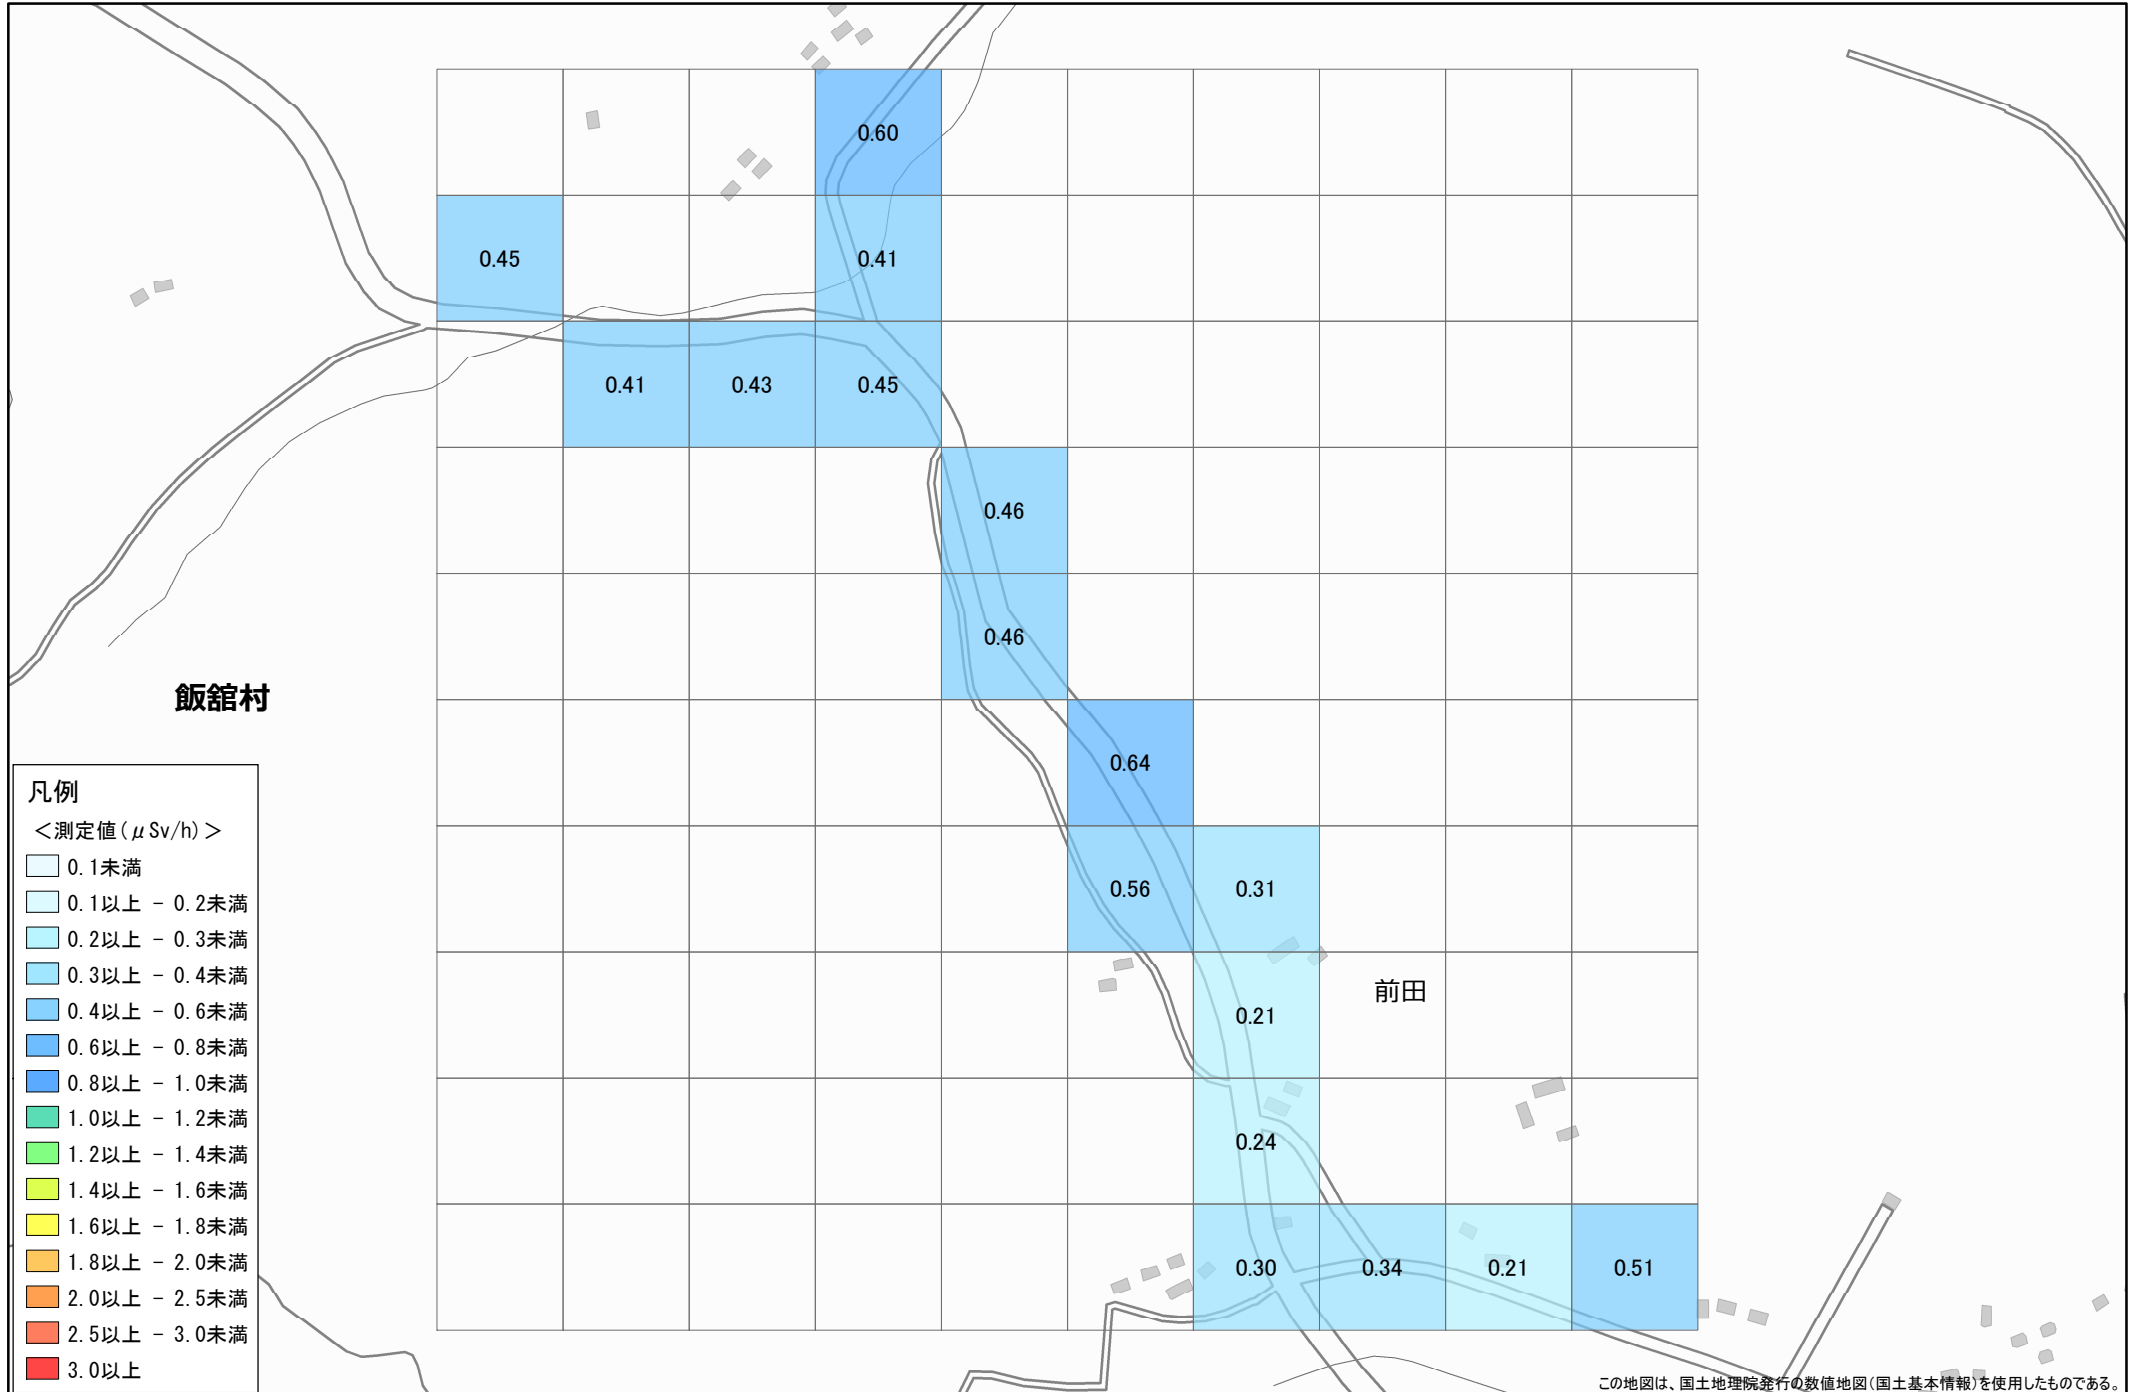 0.60
0.45
0.41
0.41
0.43
0.45
0.46
0.46
飯舘村
0.64
0.56
0.31
0.21
前田
0.24
0.30
0.34
0.21
0.51
凡例
＜測定値(μSv/h)＞
0.1未満
0.1以上 - 0.2未満
0.2以上 - 0.3未満
0.3以上 - 0.4未満
0.4以上 - 0.6未満
0.6以上 - 0.8未満
0.8以上 - 1.0未満
1.0以上 - 1.2未満
1.2以上 - 1.4未満
1.4以上 - 1.6未満
1.6以上 - 1.8未満
1.8以上 - 2.0未満
2.0以上 - 2.5未満
2.5以上 - 3.0未満
3.0以上
この地図は、国土地理院発行の数値地図(国土基本情報)を使用したものである。